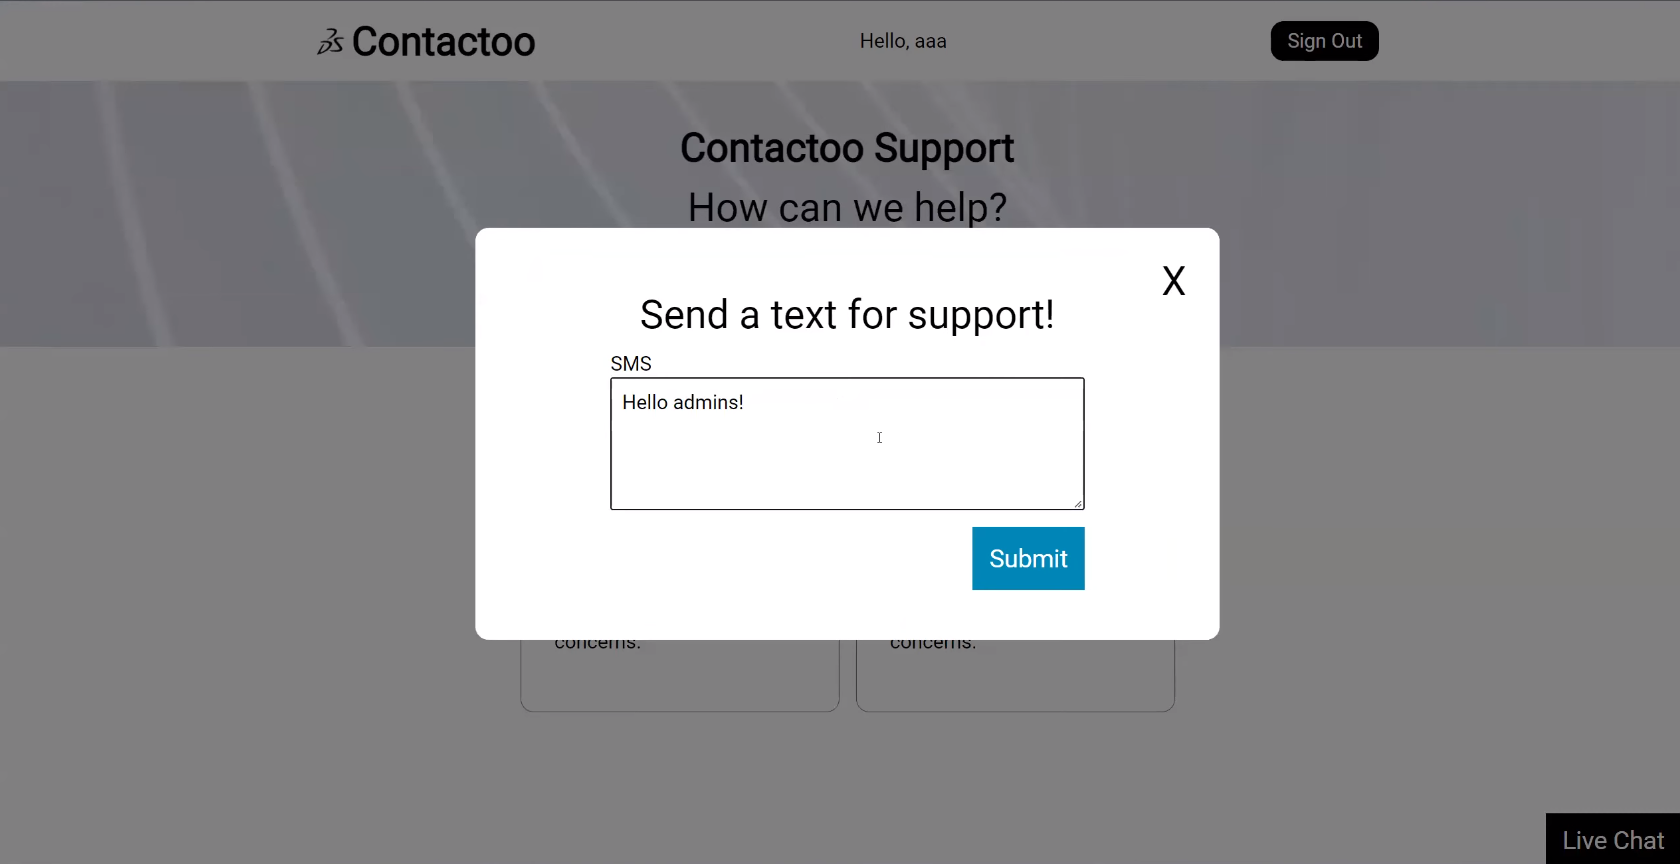 Contactoo
Hello, aaa
Sign Out
Contactoo Support
How can we help?
X
Send a text for support!
SMS
Hello admins!
Submit
concerns.
concerns.
Live Chat